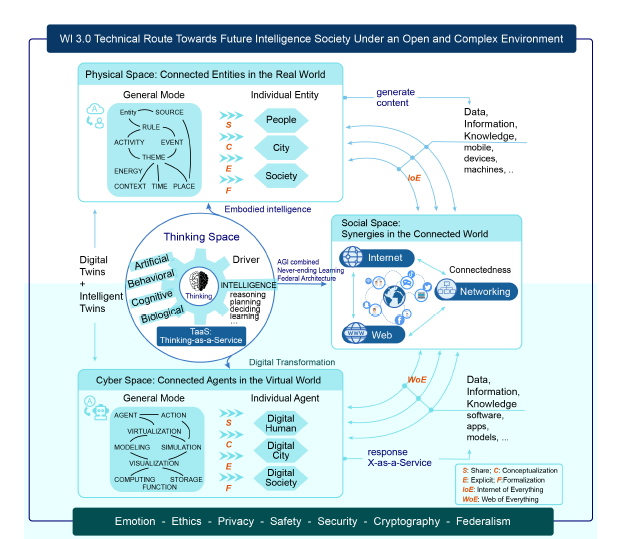 WI 3.0 Technical Route Towards Future Intelligence Society Under an Open and Complex Environment
Physical Space: Connected Entities in the Real World
General Mode
Individual Entity
Entity
SOURCE
RULE
ACTIVITY
EVENT
THEME
ENERGY
CONTEXT
TIME
PLACE
S
C
E
F
People
City
Society
generate
content
Data,
Information,
Knowledge,
mobile,
devices,
machines, ..
IoE
Embodied intelligence
Digital
Twins
+
Intelligent
Twins
Thinking Space
Driver
Artificial
Behavioral
Cognitive
Biological
Thinking
INTELLIGENCE
reasoning
planning
deciding
learning
...
TaaS:
Thinking-as-a-Service
AGI combined
Never-ending Learning
Federal Architecture
Social Space:
Synergies in the Connected World
Internet
Connectedness
Networking
WWW
Web
Digital Transformation
Cyber Space: Connected Agents in the Virtual World
General Mode
Individual Agent
A
AGENT
ACTION
VIRTUALIZATION
MODELING
SIMULATION
VISUALIZATION
COMPUTING
STORAGE
FUNCTION
S
C
E
F
Digital
Human
Digital
City
Digital
Society
WoE
Data,
Information,
Knowledge
software,
apps,
models, ...
response
X-as-a-Service
S: Share; C: Conceptualization
E: Explicit; F:Formalization
IoE: Internet of Everything
WoE: Web of Everything
Emotion - Ethics - Privacy - Safety - Security - Cryptography - Federalism